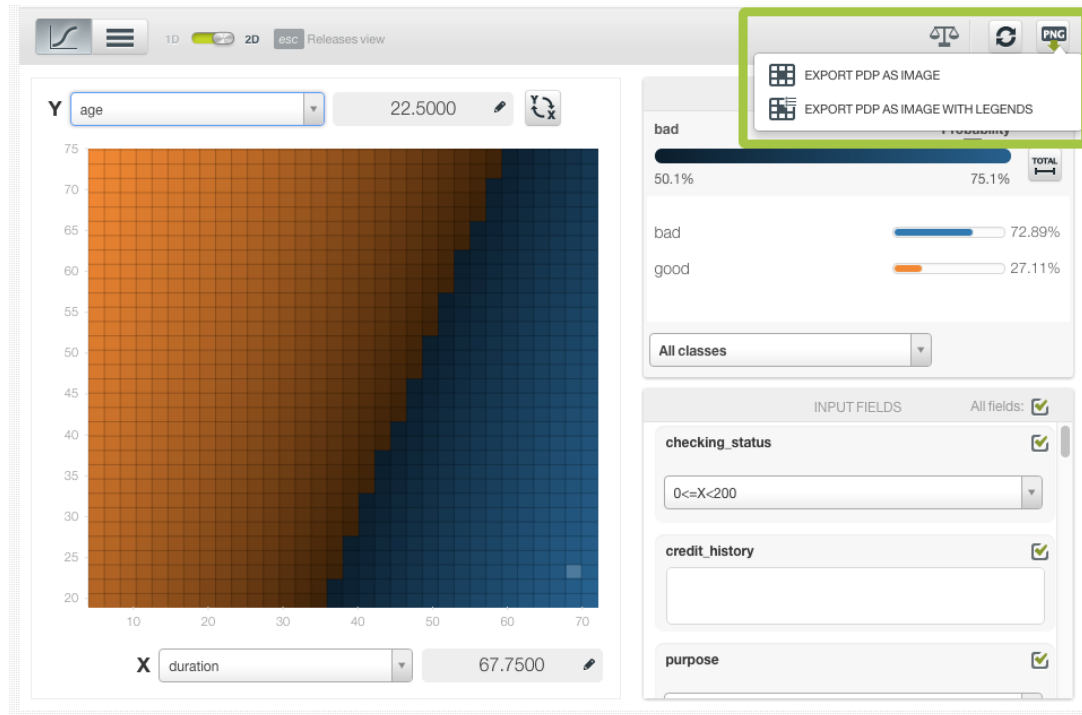 1D 2D esc Releases view
PNG
EXPORT PDP AS IMAGE
EXPORT PDP AS IMAGE WITH LEGENDS
Y age 22.5000 Y X
75
70
65
60
55
50
45
40
35
30
25
20
10 20 30 40 50 60 70
X duration 67.7500
bad Probability
50.1% 75.1% TOTAL
bad 72.89%
good 27.11%
All classes
INPUT FIELDS All fields:
checking_status
0<=X<200
credit_history
purpose